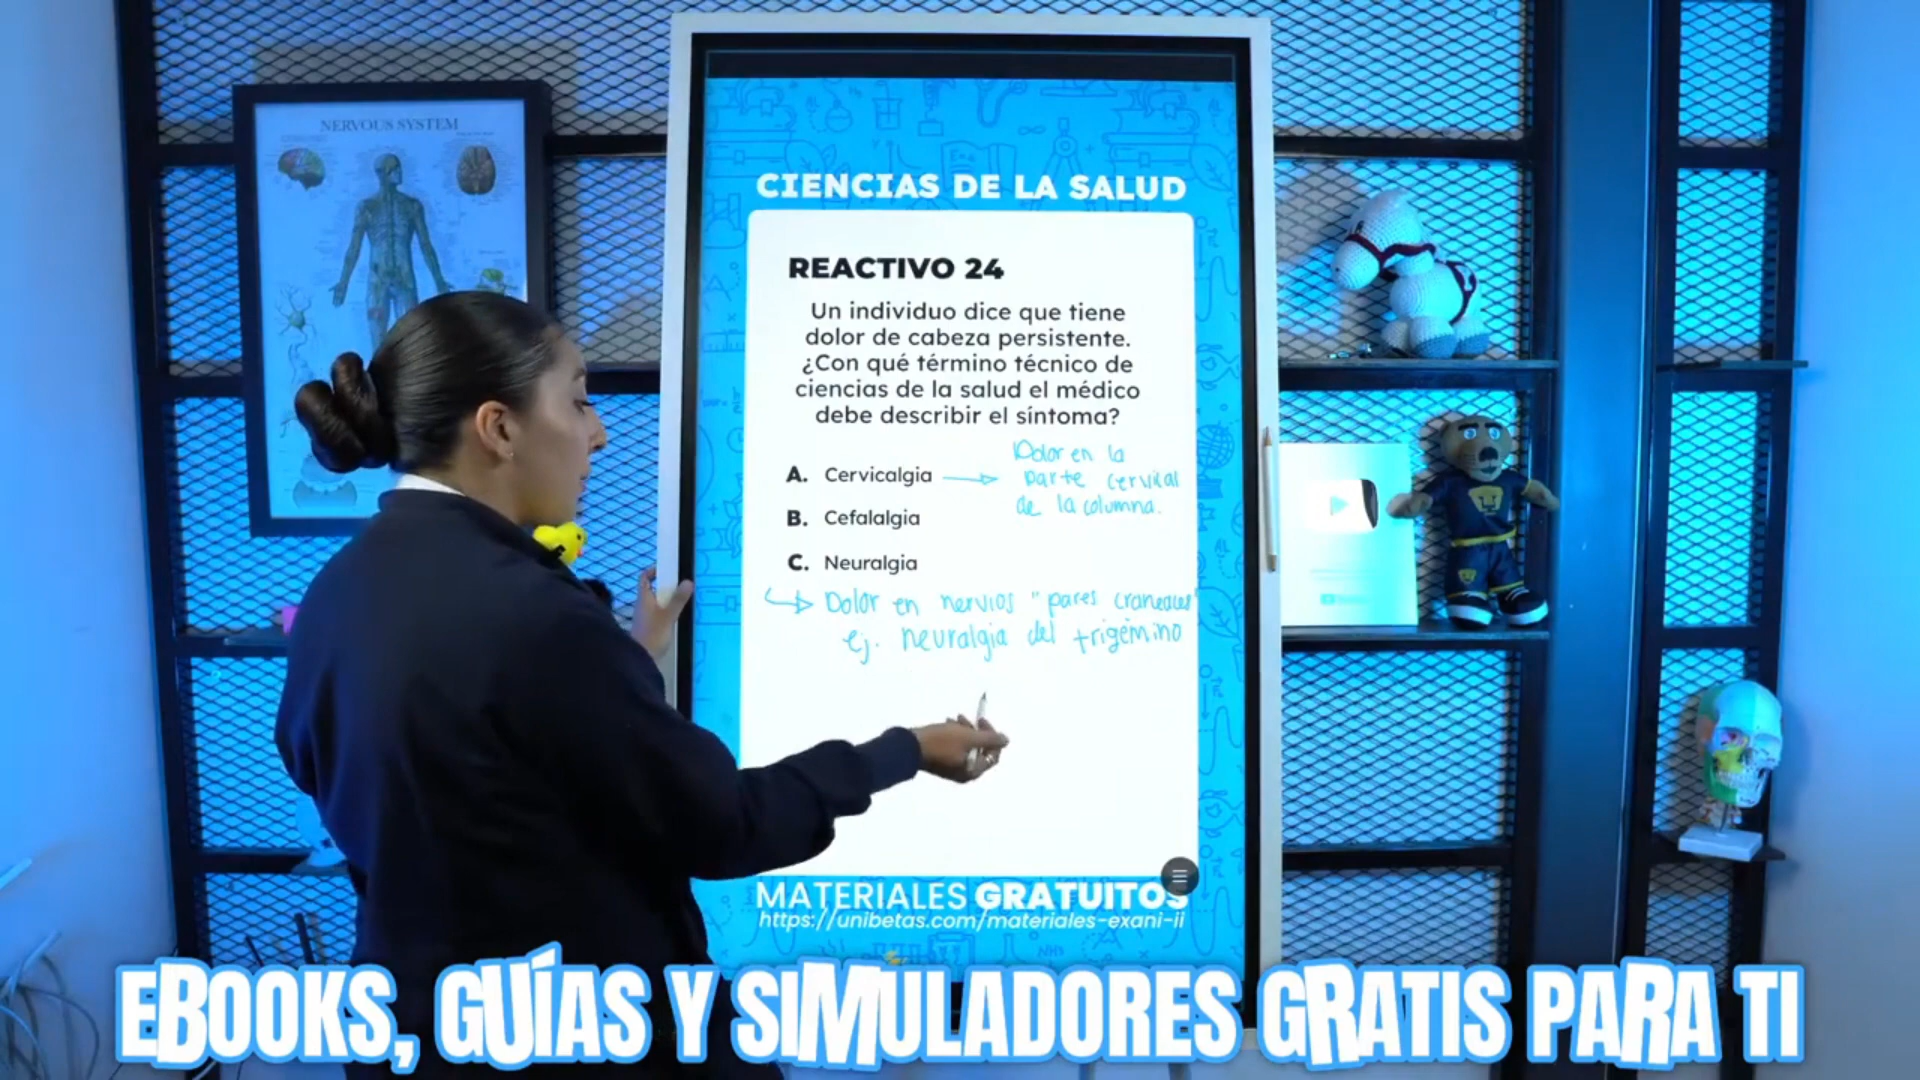 NERVOUS SYSTEM
CIENCIAS DE LA SALUD
REACTIVO 24
Un individuo dice que tiene
dolor de cabeza persistente.
¿Con qué término técnico de
ciencias de la salud el médico
debe describir el síntoma?
A. Cervicalgia
Dolor en la
parte cervical
de la columna.
B. Cefalalgia
C. Neuralgia
Dolor en nervios "pares craneales"
ej. neuralgia del trigémino
MATERIALES GRATUITOS
https://unibetas.com/materiales-exani-ii
EBOOKS, GUÍAS Y SIMULADORES GRATIS PARA TI